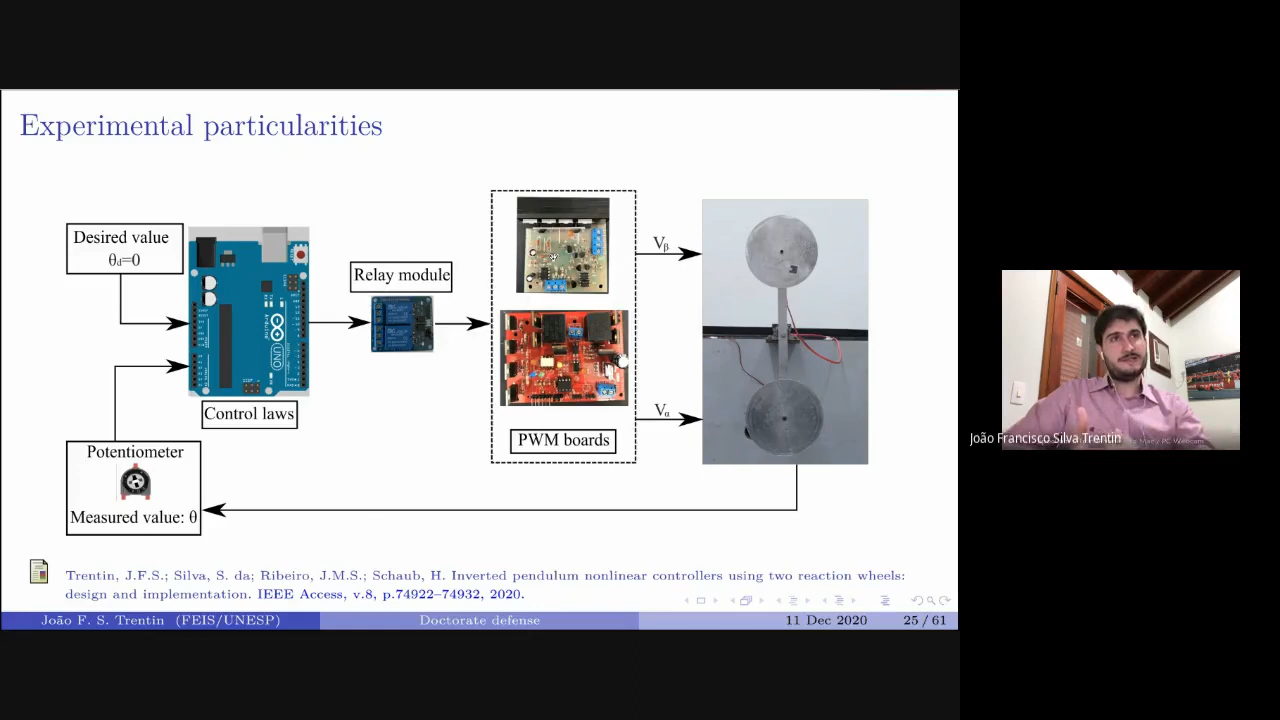 Experimental particularities
Desired value
θd=0
Relay module
Vβ
UNO
Control laws
Vα
PWM boards
Potentiometer
Measured value: θ
Trentin, J.F.S.; Silva, S. da; Ribeiro, J.M.S.; Schaub, H. Inverted pendulum nonlinear controllers using two reaction wheels:
design and implementation. IEEE Access, v.8, p.74922–74932, 2020.
João F. S. Trentin (FEIS/UNESP) Doctorate defense 11 Dec 2020 25 / 61
João Francisco Silva Trentin